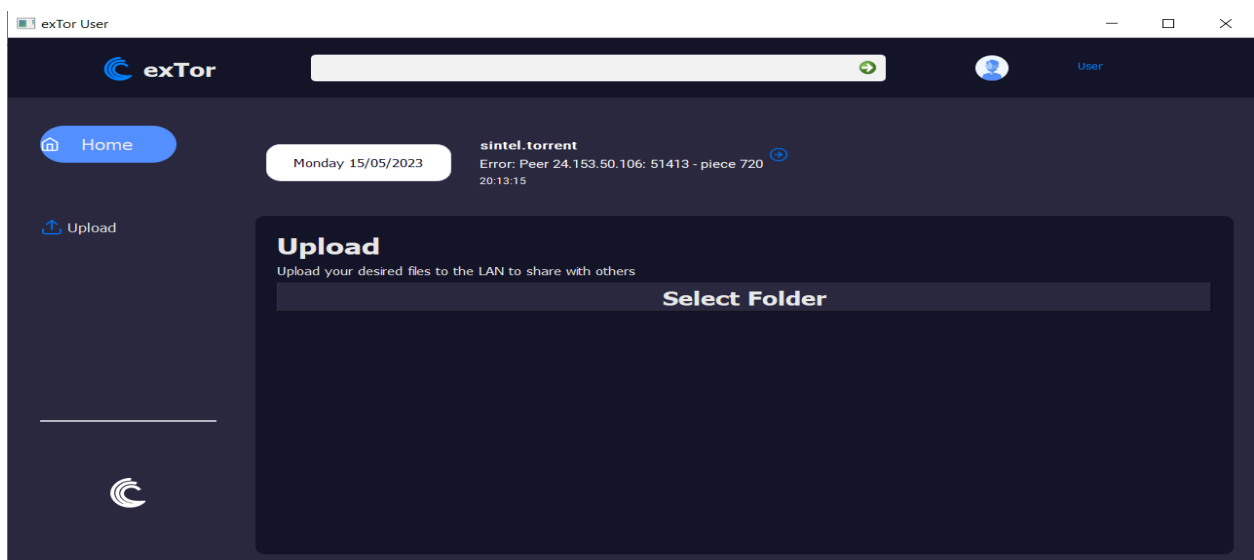 exTor User
exTor
User
Home
Monday 15/05/2023
sintel.torrent
Error: Peer 24.153.50.106: 51413 - piece 720
20:13:15
Upload
Upload
Upload your desired files to the LAN to share with others
Select Folder